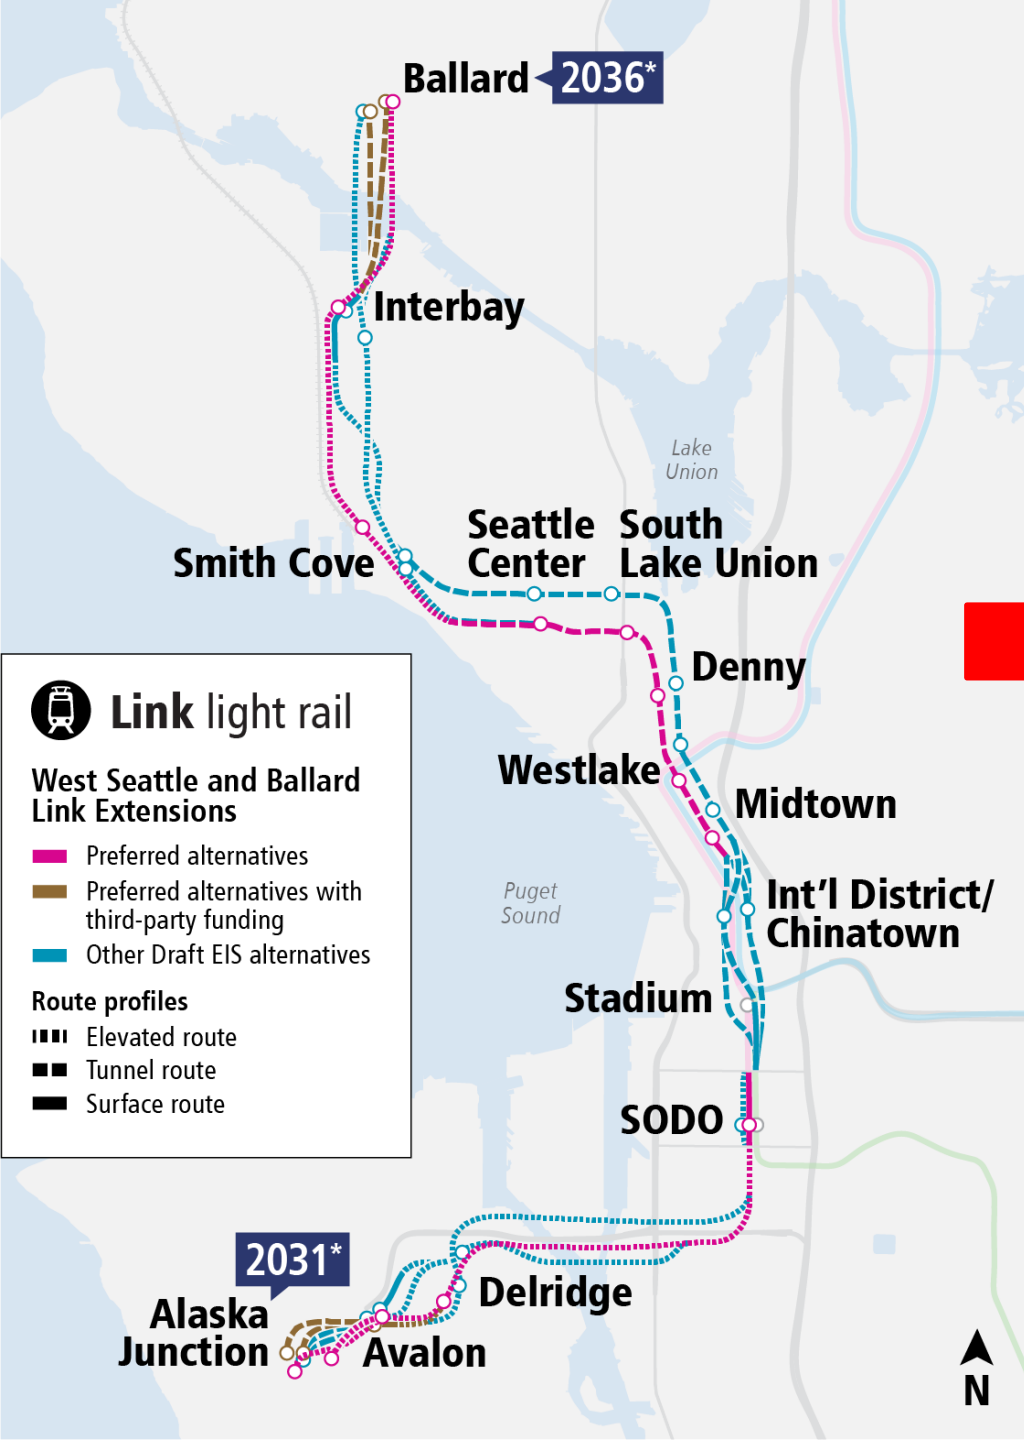 Ballard
2036*
Interbay
Lake
Union
Seattle
Center
South
Lake Union
Smith Cove
Denny
Westlake
Midtown
Puget
Sound
Int'l District/
Chinatown
Stadium
SODO
Link light rail
West Seattle and Ballard
Link Extensions
Preferred alternatives
Preferred alternatives with
third-party funding
Other Draft EIS alternatives
Route profiles
Elevated route
Tunnel route
Surface route
2031*
Alaska
Junction
Delridge
Avalon
N